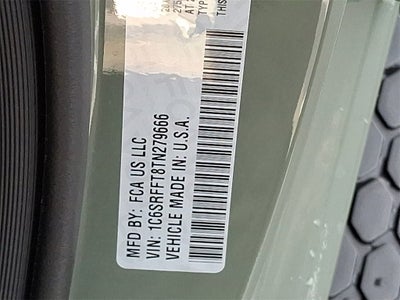 MFD BY: FCA US LLC
VIN: 1C6SRFFT8TN279666
VEHICLE MADE IN: U.S.A.